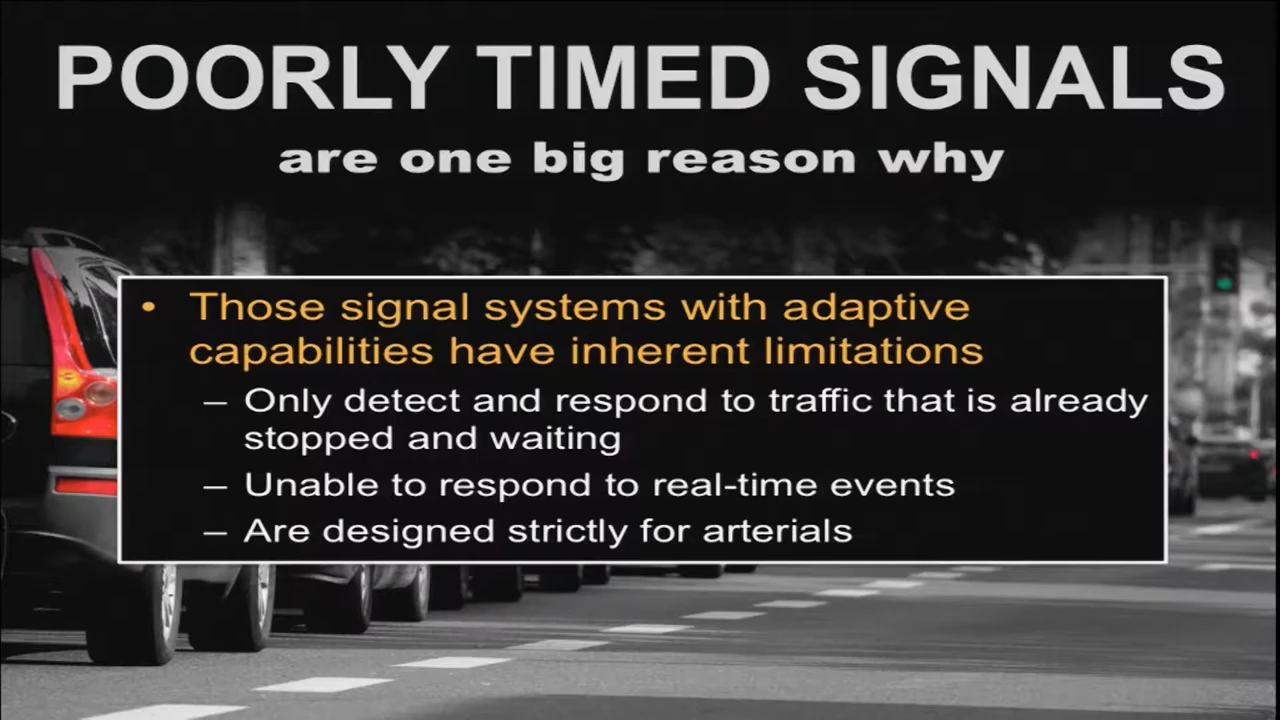 POORLY TIMED SIGNALS
are one big reason why
• Those signal systems with adaptive
capabilities have inherent limitations
– Only detect and respond to traffic that is already
stopped and waiting
– Unable to respond to real-time events
– Are designed strictly for arterials